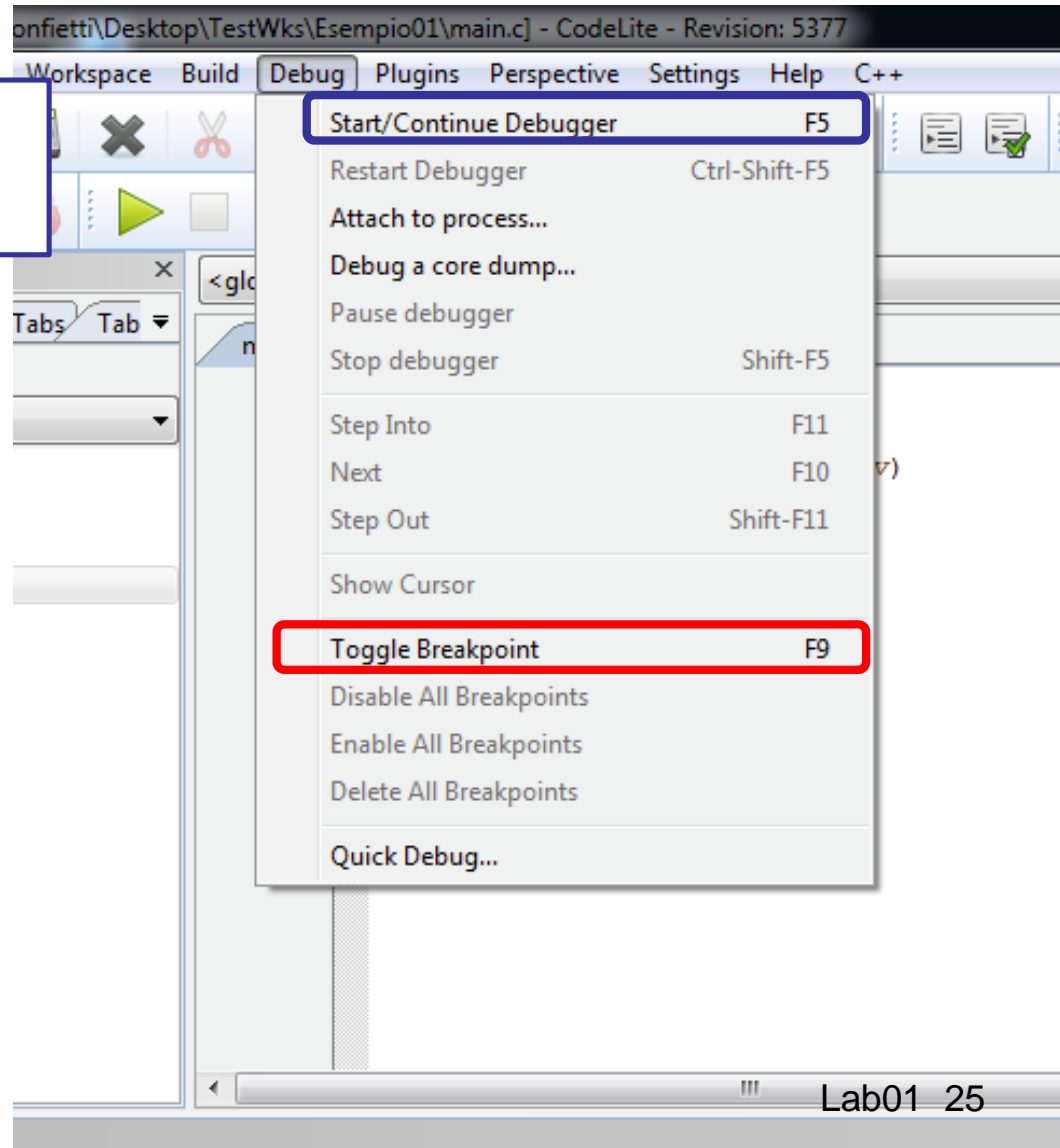 onfietti\Desktop\TestWks\Esempio01\main.c] - CodeLite - Revision: 5377
Workspace Build Debug Plugins Perspective Settings Help C++
Start/Continue Debugger F5
Restart Debugger Ctrl-Shift-F5
Attach to process...
Debug a core dump...
Pause debugger
Stop debugger Shift-F5
Step Into F11
Next F10
Step Out Shift-F11
Show Cursor
Toggle Breakpoint F9
Disable All Breakpoints
Enable All Breakpoints
Delete All Breakpoints
Quick Debug...
Tabs Tab
<glo
v)
Lab01 25